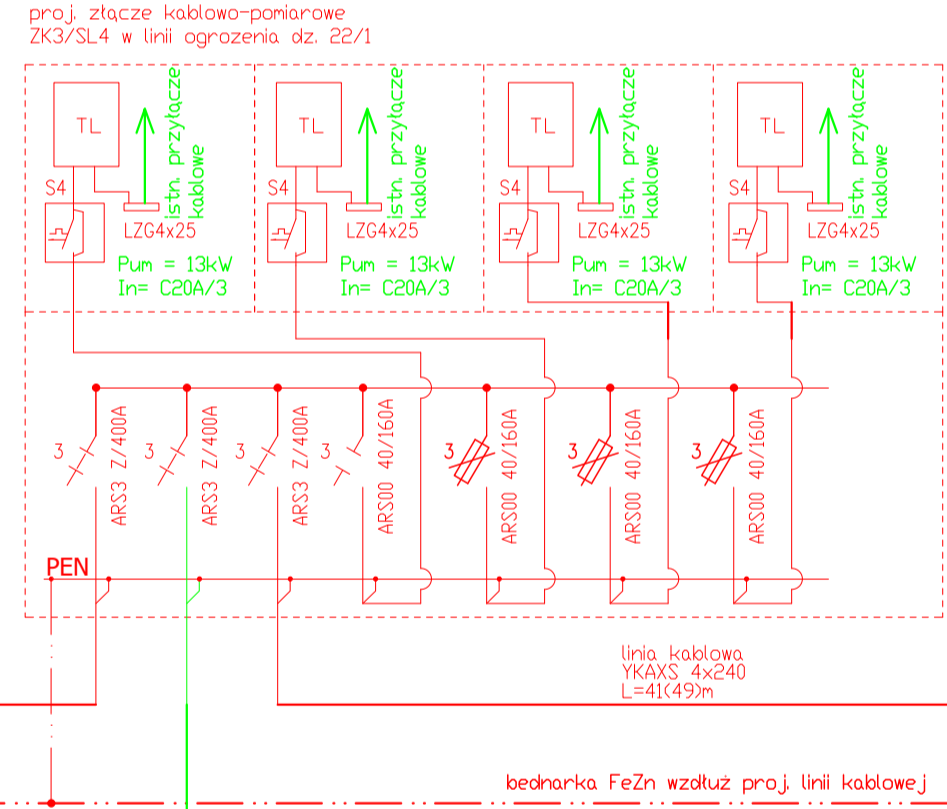 proj. złącze kablowo-pomiarowe
ZK3/SL4 w linii ogrozenia dz. 22/1
TL
istn. przyłącze
kablowe
S4
LZG4x25
Pum = 13kW
In= C20A/3
TL
istn. przyłącze
kablowe
S4
LZG4x25
Pum = 13kW
In= C20A/3
TL
istn. przyłącze
kablowe
S4
LZG4x25
Pum = 13kW
In= C20A/3
TL
istn. przyłącze
kablowe
S4
LZG4x25
Pum = 13kW
In= C20A/3
3
ARS3 Z/400A
3
ARS3 Z/400A
3
ARS3 Z/400A
3
ARS00 40/160A
3
ARS00 40/160A
3
ARS00 40/160A
3
ARS00 40/160A
PEN
linia kablowa
YKAXS 4x240
L=41(49)m
bednarka FeZn wzdłuż proj. linii kablowej